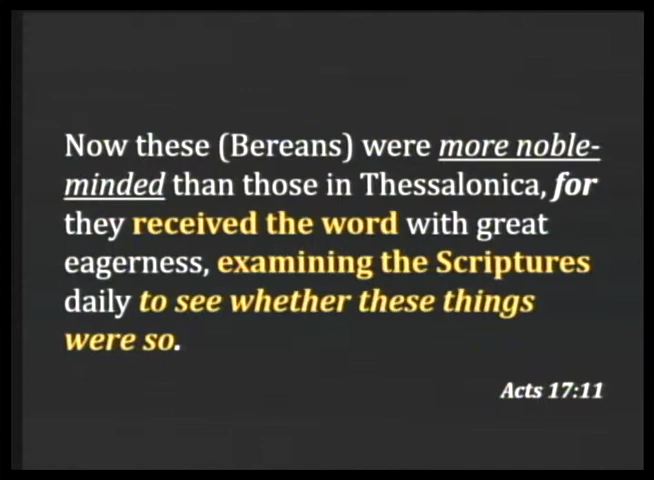 Now these (Bereans) were more noble-
minded than those in Thessalonica, for
they received the word with great
eagerness, examining the Scriptures
daily to see whether these things
were so.
Acts 17:11